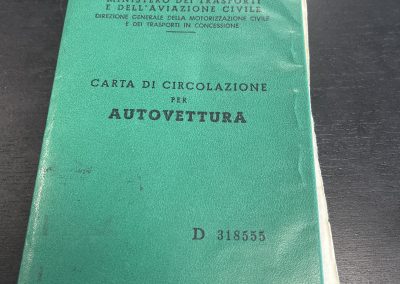 MINISTERO DEI TRASPORTI
E DELL'AVIAZIONE CIVILE
DIREZIONE GENERALE DELLA MOTORIZZAZIONE CIVILE
E DEI TRASPORTI IN CONCESSIONE
CARTA DI CIRCOLAZIONE
PER
AUTOVETTURA
D 318555